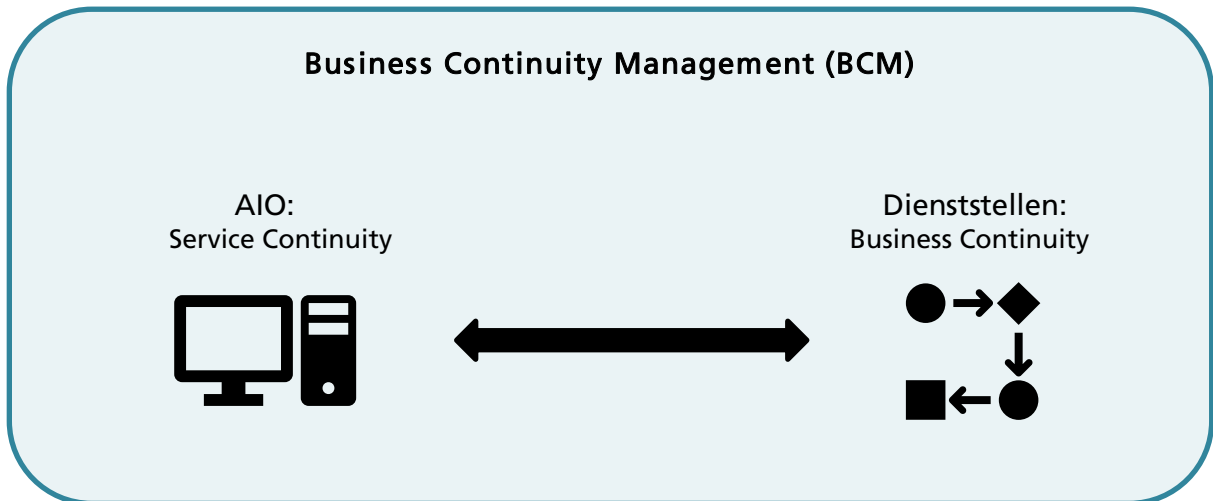 Business Continuity Management (BCM)
AIO:
Service Continuity
Dienststellen:
Business Continuity